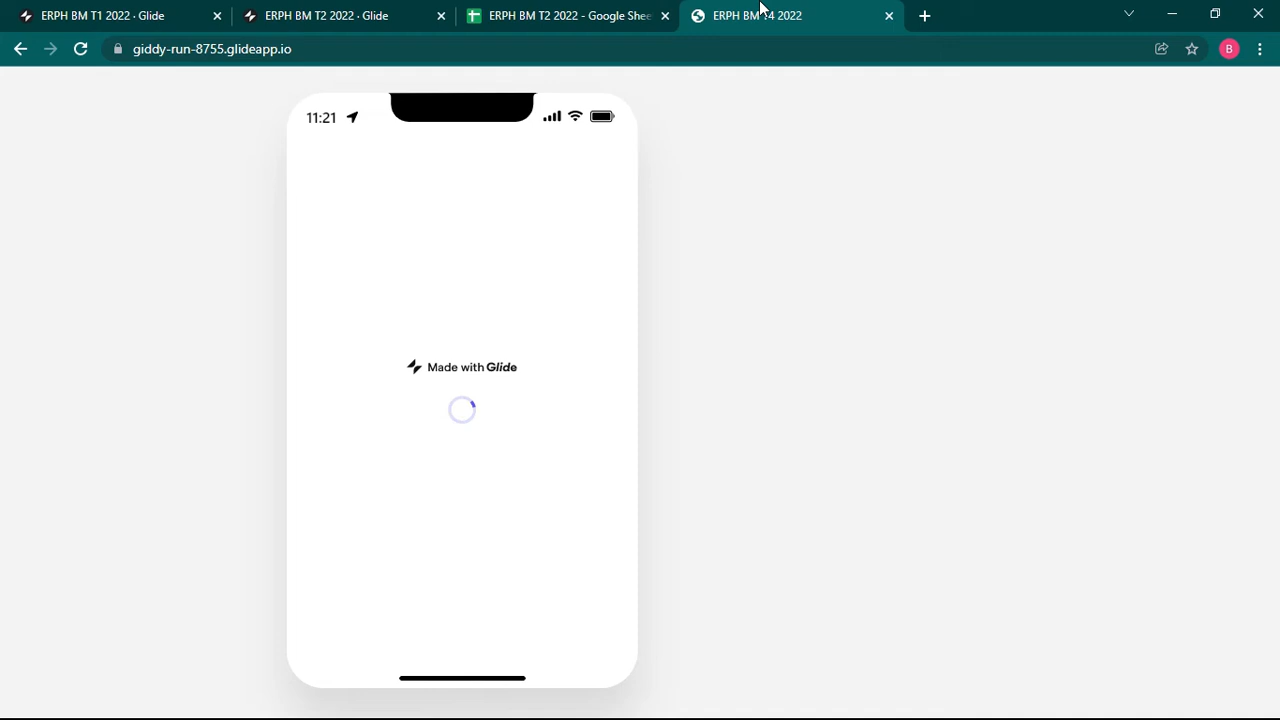 ERPH BM T1 2022 · Glide
ERPH BM T2 2022 · Glide
ERPH BM T2 2022 - Google Shee
ERPH BM 4 2022
giddy-run-8755.glideapp.io
B
11:21
Made with Glide